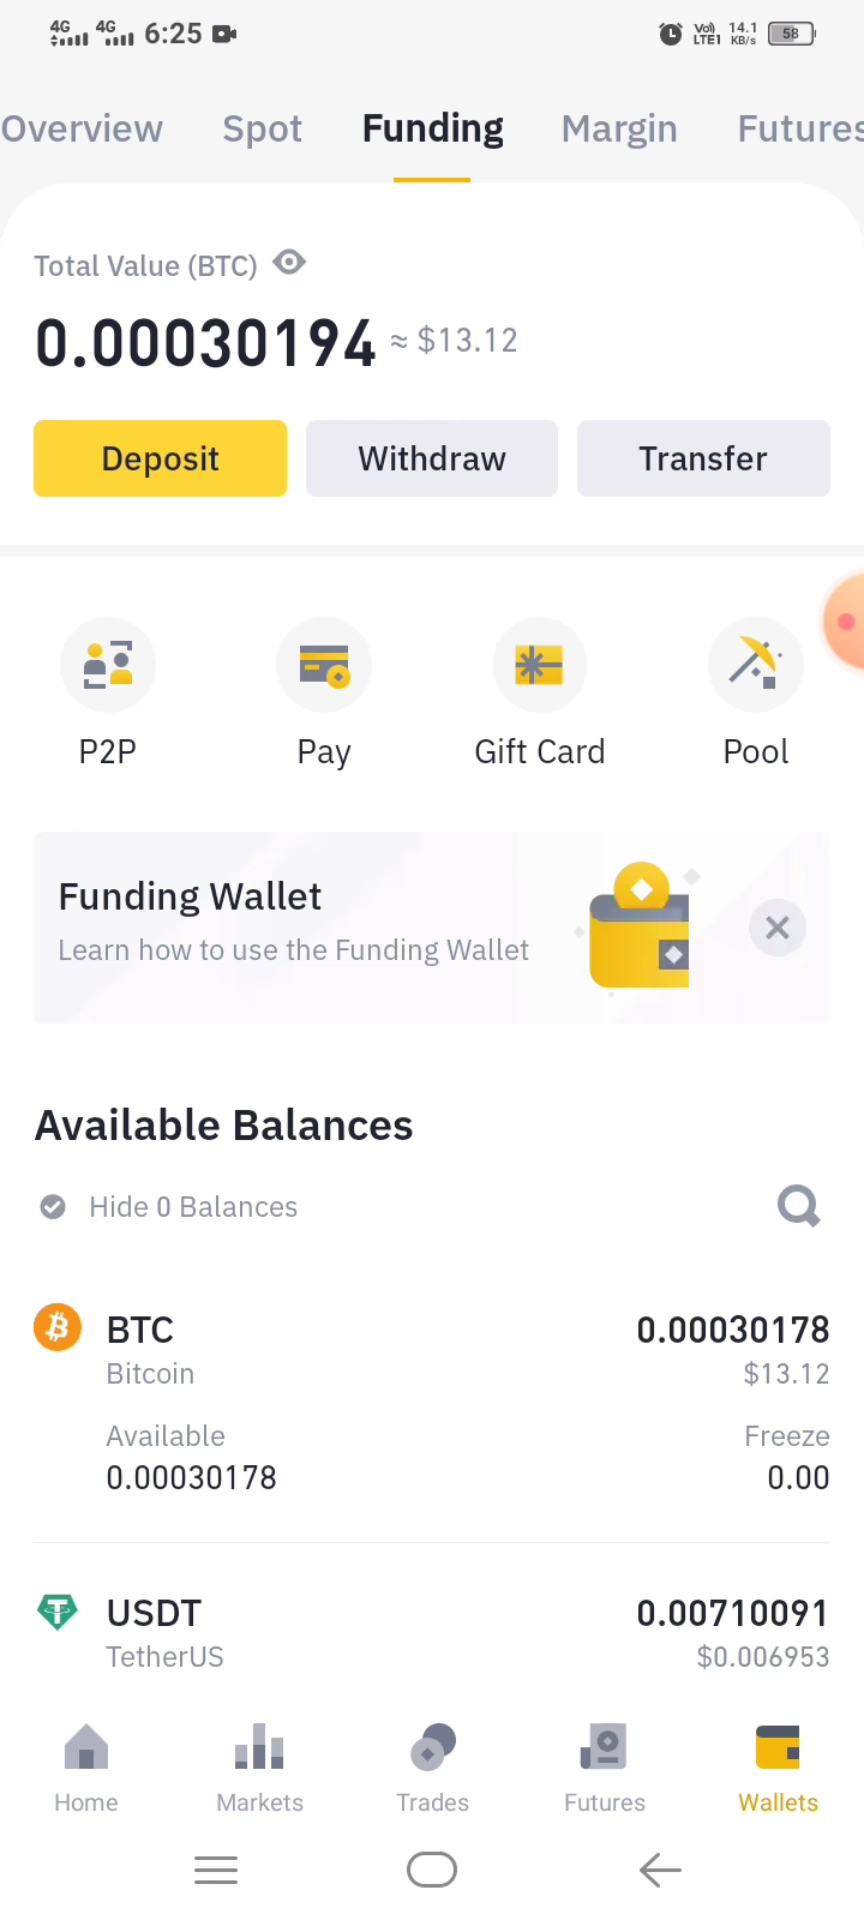 4G 4G 6:25 Vo)) LTE1 14.1 KB/s 58
Overview Spot Funding Margin Futures
Total Value (BTC)
0.00030194 ≈ $13.12
Deposit Withdraw Transfer
P2P Pay Gift Card Pool
Funding Wallet
Learn how to use the Funding Wallet
Available Balances
Hide 0 Balances
BTC 0.00030178
Bitcoin $13.12
Available Freeze
0.00030178 0.00
USDT 0.00710091
TetherUS $0.006953
Home Markets Trades Futures Wallets